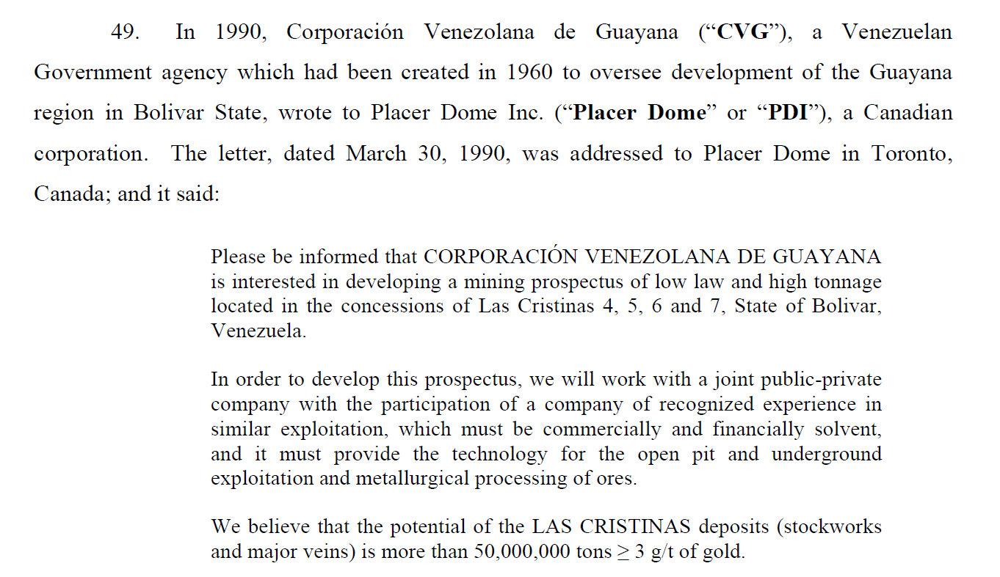 49. In 1990, Corporación Venezolana de Guayana (“CVG”), a Venezuelan
Government agency which had been created in 1960 to oversee development of the Guayana
region in Bolivar State, wrote to Placer Dome Inc. (“Placer Dome” or “PDI”), a Canadian
corporation. The letter, dated March 30, 1990, was addressed to Placer Dome in Toronto,
Canada; and it said:
Please be informed that CORPORACIÓN VENEZOLANA DE GUAYANA
is interested in developing a mining prospectus of low law and high tonnage
located in the concessions of Las Cristinas 4, 5, 6 and 7, State of Bolivar,
Venezuela.
In order to develop this prospectus, we will work with a joint public-private
company with the participation of a company of recognized experience in
similar exploitation, which must be commercially and financially solvent,
and it must provide the technology for the open pit and underground
exploitation and metallurgical processing of ores.
We believe that the potential of the LAS CRISTINAS deposits (stockworks
and major veins) is more than 50,000,000 tons ≥ 3 g/t of gold.